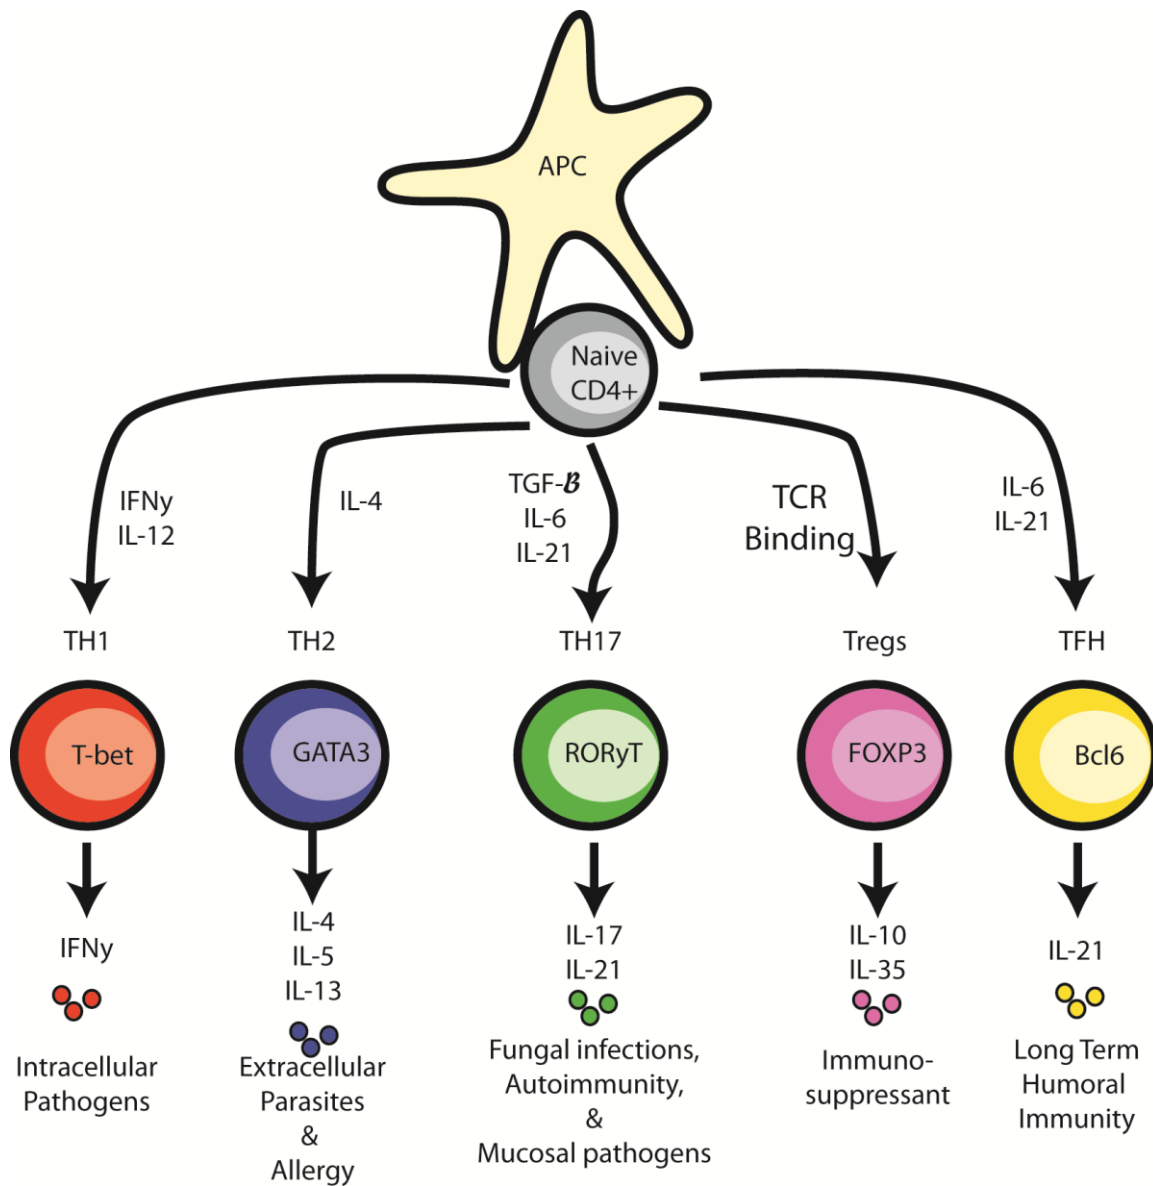 APC
Naive
CD4+
IFNy
IL-12
IL-4
TGF-ℬ
IL-6
IL-21
TCR
Binding
IL-6
IL-21
TH1
TH2
TH17
Tregs
TFH
T-bet
GATA3
RORyT
FOXP3
Bcl6
IFNy
IL-4
IL-5
IL-13
IL-17
IL-21
IL-10
IL-35
IL-21
Intracellular
Pathogens
Extracellular
Parasites
&
Allergy
Fungal infections,
Autoimmunity,
&
Mucosal pathogens
Immuno-
suppressant
Long Term
Humoral
Immunity